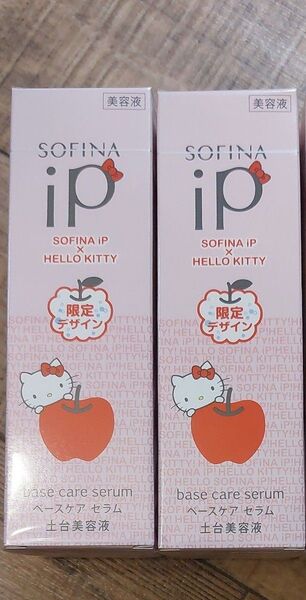 美容液
SOFINA
iP
SOFINA iP
×
HELLO KITTY
限定
デザイン
base care serum
ベースケア セラム
土台美容液
美容液
SOFINA
iP
SOFINA iP
×
HELLO KITTY
限定
デザイン
base care serum
ベースケア セラム
土台美容液